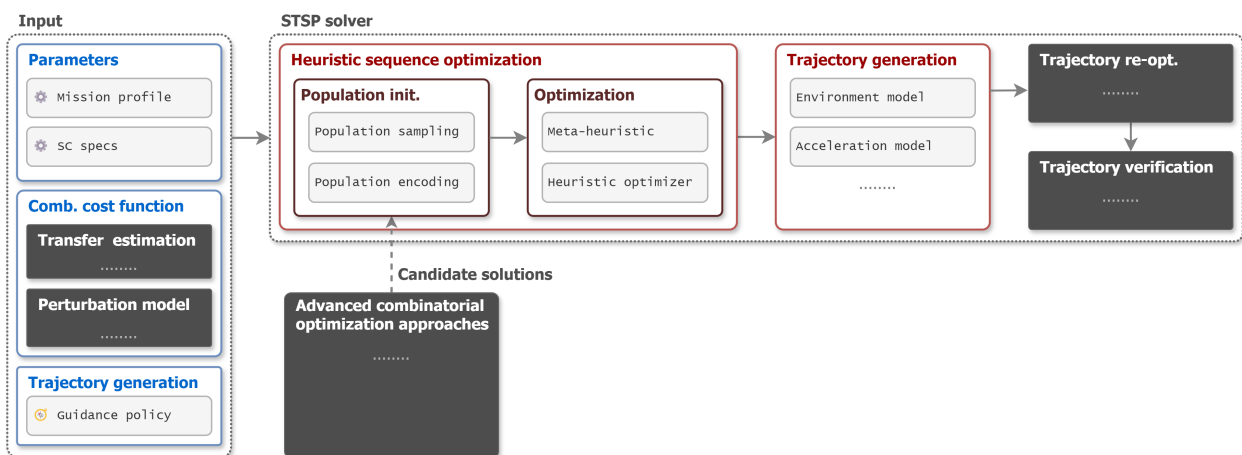 Input
Parameters
Mission profile
SC specs
Comb. cost function
Transfer estimation
........
Perturbation model
........
Trajectory generation
Guidance policy
STSP solver
Heuristic sequence optimization
Population init.
Population sampling
Population encoding
Optimization
Meta-heuristic
Heuristic optimizer
Trajectory generation
Environment model
Acceleration model
........
Trajectory re-opt.
........
Trajectory verification
........
Candidate solutions
Advanced combinatorial
optimization approaches
........